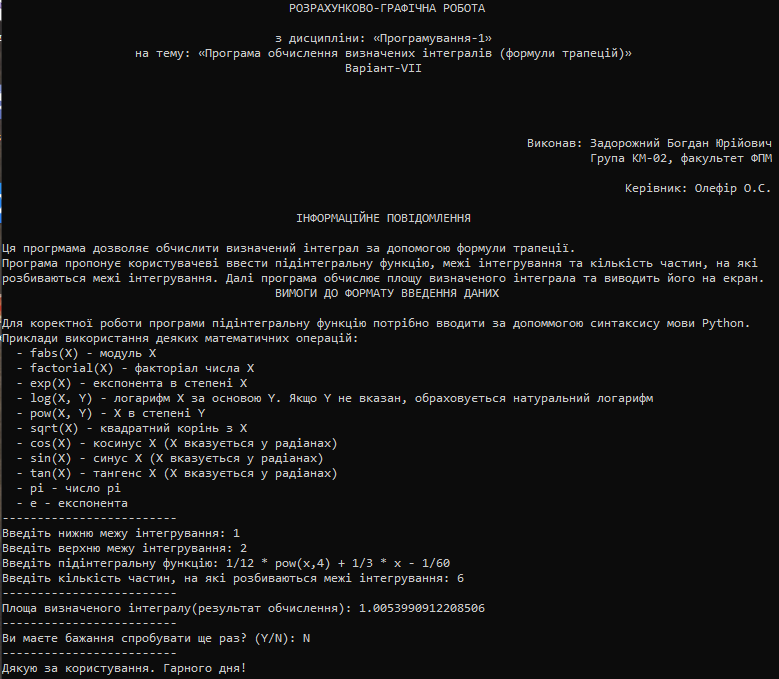 РОЗРАХУНКОВО-ГРАФІЧНА РОБОТА
з дисципліни: «Програмування-1»
на тему: «Програма обчислення визначених інтегралів (формули трапецій)»
Варіант-VII
Виконав: Задорожний Богдан Юрійович
Група КМ-02, факультет ФПМ
Керівник: Олефір О.С.
ІНФОРМАЦІЙНЕ ПОВІДОМЛЕННЯ
Ця прогрмама дозволяє обчислити визначений інтеграл за допомогою формули трапеції.
Програма пропонує користувачеві ввести підінтегральну функцію, межі інтегрування та кількість частин, на які
розбиваються межі інтегрування. Далі програма обчислює площу визначеного інтеграла та виводить його на екран.
ВИМОГИ ДО ФОРМАТУ ВВЕДЕННЯ ДАНИХ
Для коректної роботи програми підінтегральну функцію потрібно вводити за допоммогою синтаксису мови Python.
Приклади використання деяких математичних операцій:
- fabs(X) - модуль X
- factorial(X) - факторіал числа X
- exp(X) - експонента в степені X
- log(X, Y) - логарифм X за основою Y. Якщо Y не вказан, обраховується натуральний логарифм
- pow(X, Y) - X в степені Y
- sqrt(X) - квадратний корінь з X
- cos(X) - косинус X (X вказується у радіанах)
- sin(X) - синус X (X вказується у радіанах)
- tan(X) - тангенс X (X вказується у радіанах)
- pi - число pi
- e - експонента
-------------------------
Введіть нижню межу інтегрування: 1
Введіть верхню межу інтегрування: 2
Введіть підінтегральну функцію: 1/12 * pow(x,4) + 1/3 * x - 1/60
Введіть кількість частин, на які розбиваються межі інтегрування: 6
-------------------------
Площа визначеного інтегралу(результат обчислення): 1.0053990912208506
-------------------------
Ви маєте бажання спробувати ще раз? (Y/N): N
-------------------------
Дякую за користування. Гарного дня!